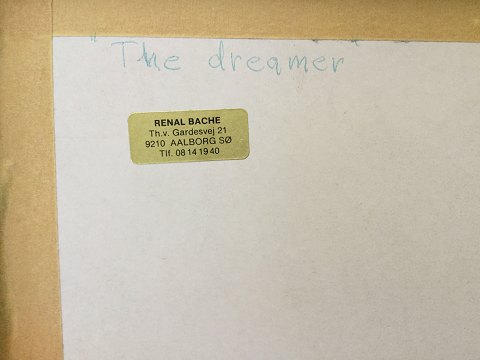 "The dreamer
RENAL BACHE
Th.v. Gardesvej 21
9210 AALBORG SØ
Tlf. 08 14 19 40